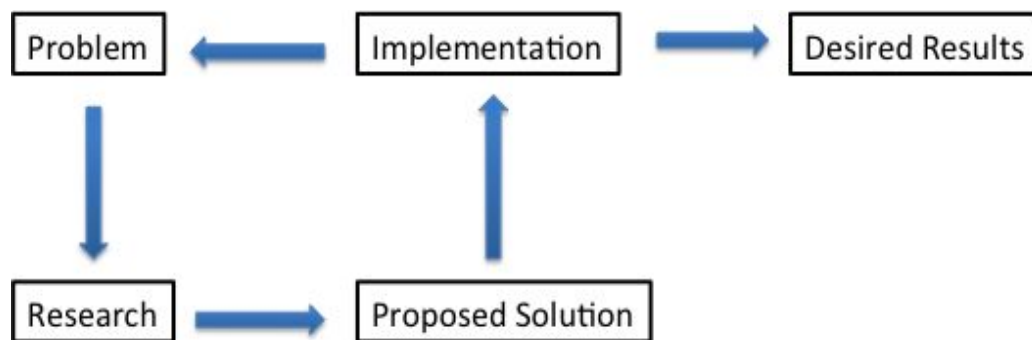 Problem
Implementation
Desired Results
Research
Proposed Solution